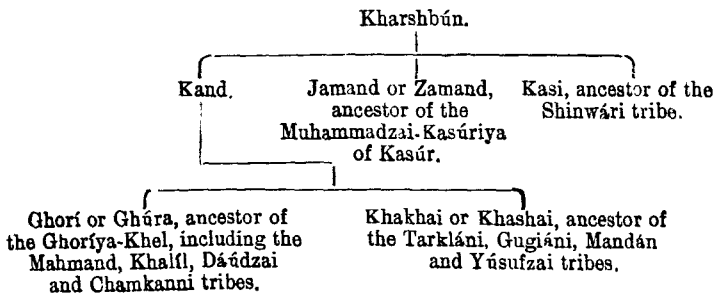 Kharshbún.
Kand.
Jamand or Zamand,
ancestor of the
Muhammadzai-Kasúriya
of Kasúr.
Kasi, ancestor of the
Shinwári tribe.
Ghorí or Ghúra, ancestor of
the Ghoríya-Khel, including the
Mahmand, Khalíl, Dáúdzai
and Chamkanni tribes.
Khakhai or Khashai, ancestor of
the Tarkláni, Gugiáni, Mandán
and Yúsufzai tribes.